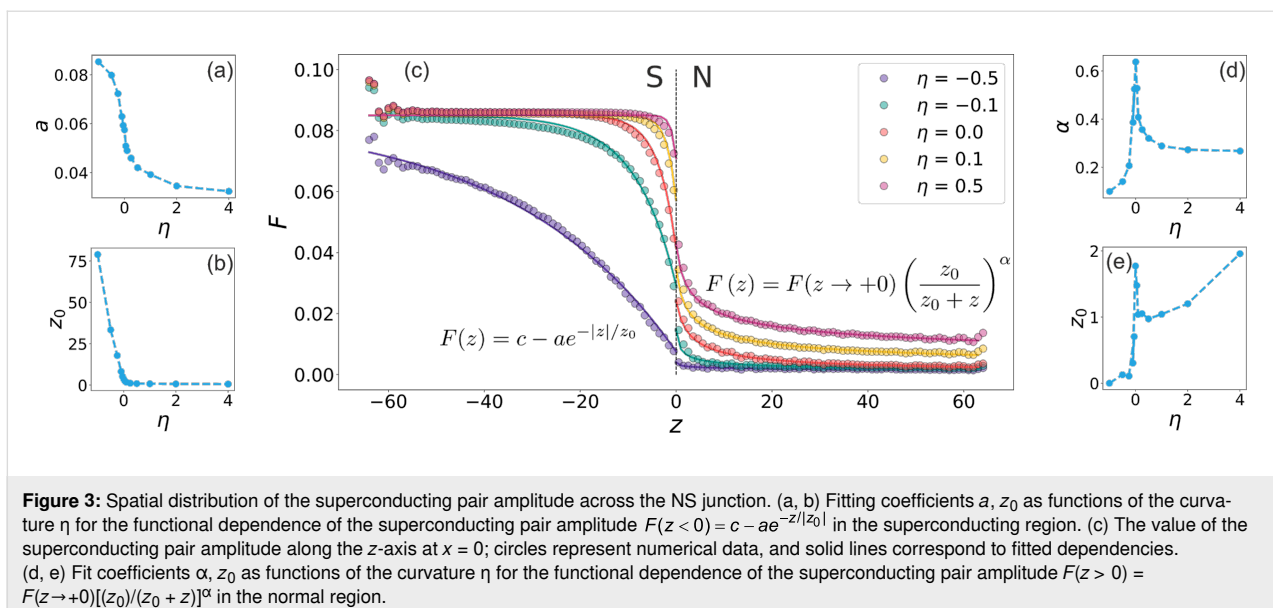 (a)
0.08
0.06
0.04
a
0 2 4
η
(b)
75
50
25
0
z₀
0 2 4
η
(c)
S N
0.10
0.08
0.06
0.04
0.02
0.00
F
−60 −40 −20 0 20 40 60
z
η = −0.5
η = −0.1
η = 0.0
η = 0.1
η = 0.5
F(z) = c − ae^{−|z|/z₀}
F (z) = F(z → +0) (z₀/(z₀ + z))^α
(d)
0.6
0.4
0.2
α
0 2 4
η
(e)
2
1
0
z₀
0 2 4
η
Figure 3: Spatial distribution of the superconducting pair amplitude across the NS junction. (a, b) Fitting coefficients a, z₀ as functions of the curva-
ture η for the functional dependence of the superconducting pair amplitude F(z < 0) = c − ae^{−z/|z₀|} in the superconducting region. (c) The value of the
superconducting pair amplitude along the z-axis at x = 0; circles represent numerical data, and solid lines correspond to fitted dependencies.
(d, e) Fit coefficients α, z₀ as functions of the curvature η for the functional dependence of the superconducting pair amplitude F(z > 0) =
F(z→+0)[(z₀)/(z₀ + z)]^α in the normal region.